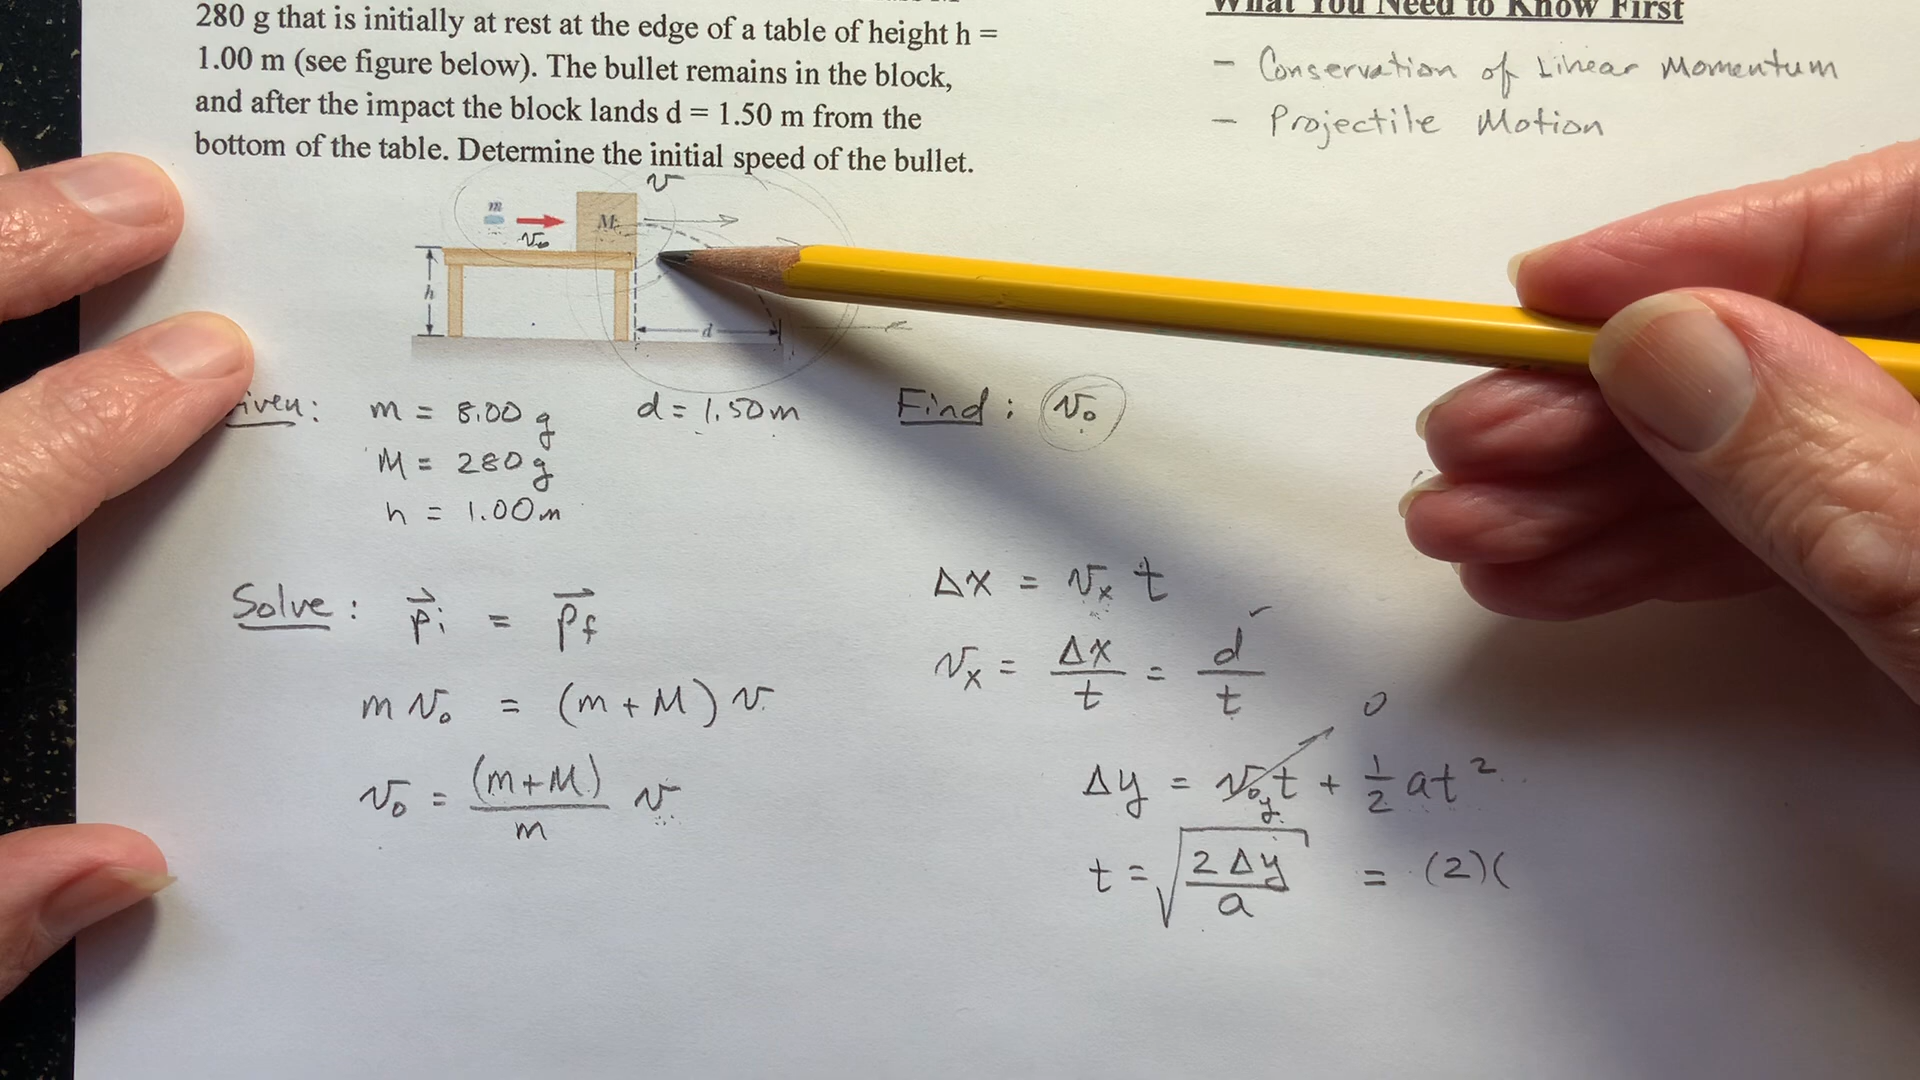 280 g that is initially at rest at the edge of a table of height h =
1.00 m (see figure below). The bullet remains in the block,
and after the impact the block lands d = 1.50 m from the
bottom of the table. Determine the initial speed of the bullet.
What You Need to Know First
- Conservation of Linear Momentum
- Projectile Motion
v
m
M
v₀
h
d
Given: m = 8.00 g d = 1.50 m Find: v₀
M = 280 g
h = 1.00 m
Solve: p⃗i = p⃗f
m v₀ = (m + M) v
v₀ = (m+M)/m v
Δx = vₓ t
vₓ = Δx/t = d/t
0
Δy = v₀y t + ½ at²
t = √(2Δy/a) = (2)(